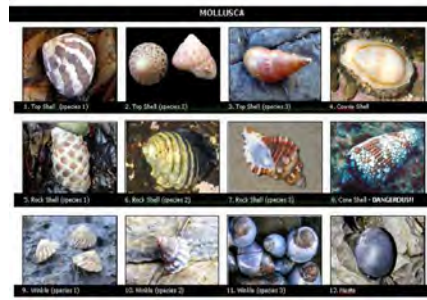 MOLLUSCA
1. Top Shell (species 1)
2. Top Shell (species 2)
3. Top Shell (species 3)
4. Cowrie Shell
5. Rock Shell (species 1)
6. Rock Shell (species 2)
7. Rock Shell (species 3)
8. Cone Shell - DANGEROUS!!
9. Winkle (species 1)
10. Winkle (species 2)
11. Winkle (species 3)
12. Nerite